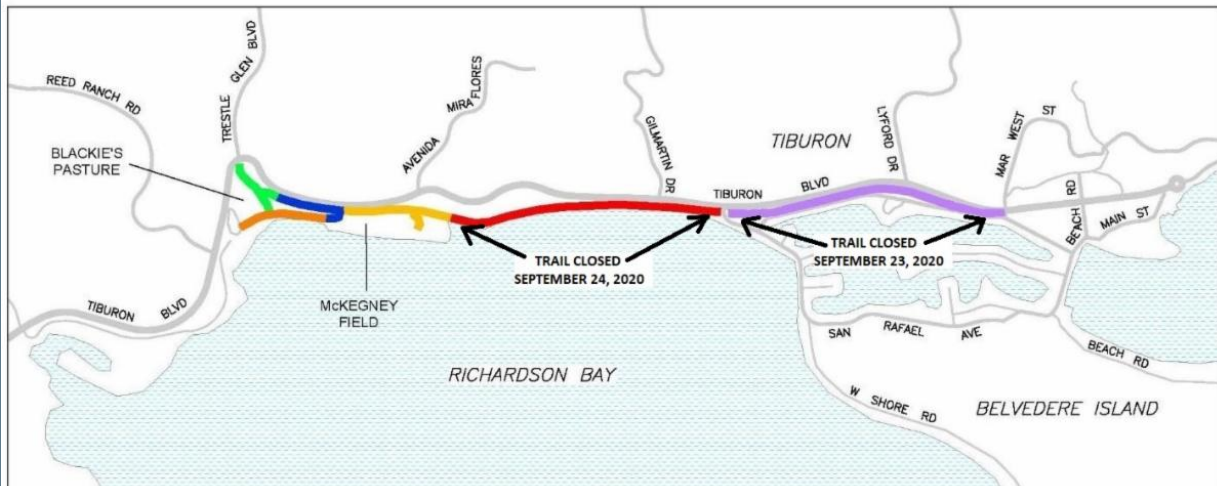 REED RANCH RD
TRESTLE GLEN BLVD
BLACKIE'S
PASTURE
AVENIDA MIRA FLORES
GILMARTIN DR
TIBURON
LYFORD DR
MAR WEST ST
TIBURON BLVD
BEACH RD
MAIN ST
TRAIL CLOSED
SEPTEMBER 24, 2020
TRAIL CLOSED
SEPTEMBER 23, 2020
McKEGNEY
FIELD
TIBURON BLVD
SAN RAFAEL AVE
BEACH RD
RICHARDSON BAY
W SHORE RD
BELVEDERE ISLAND